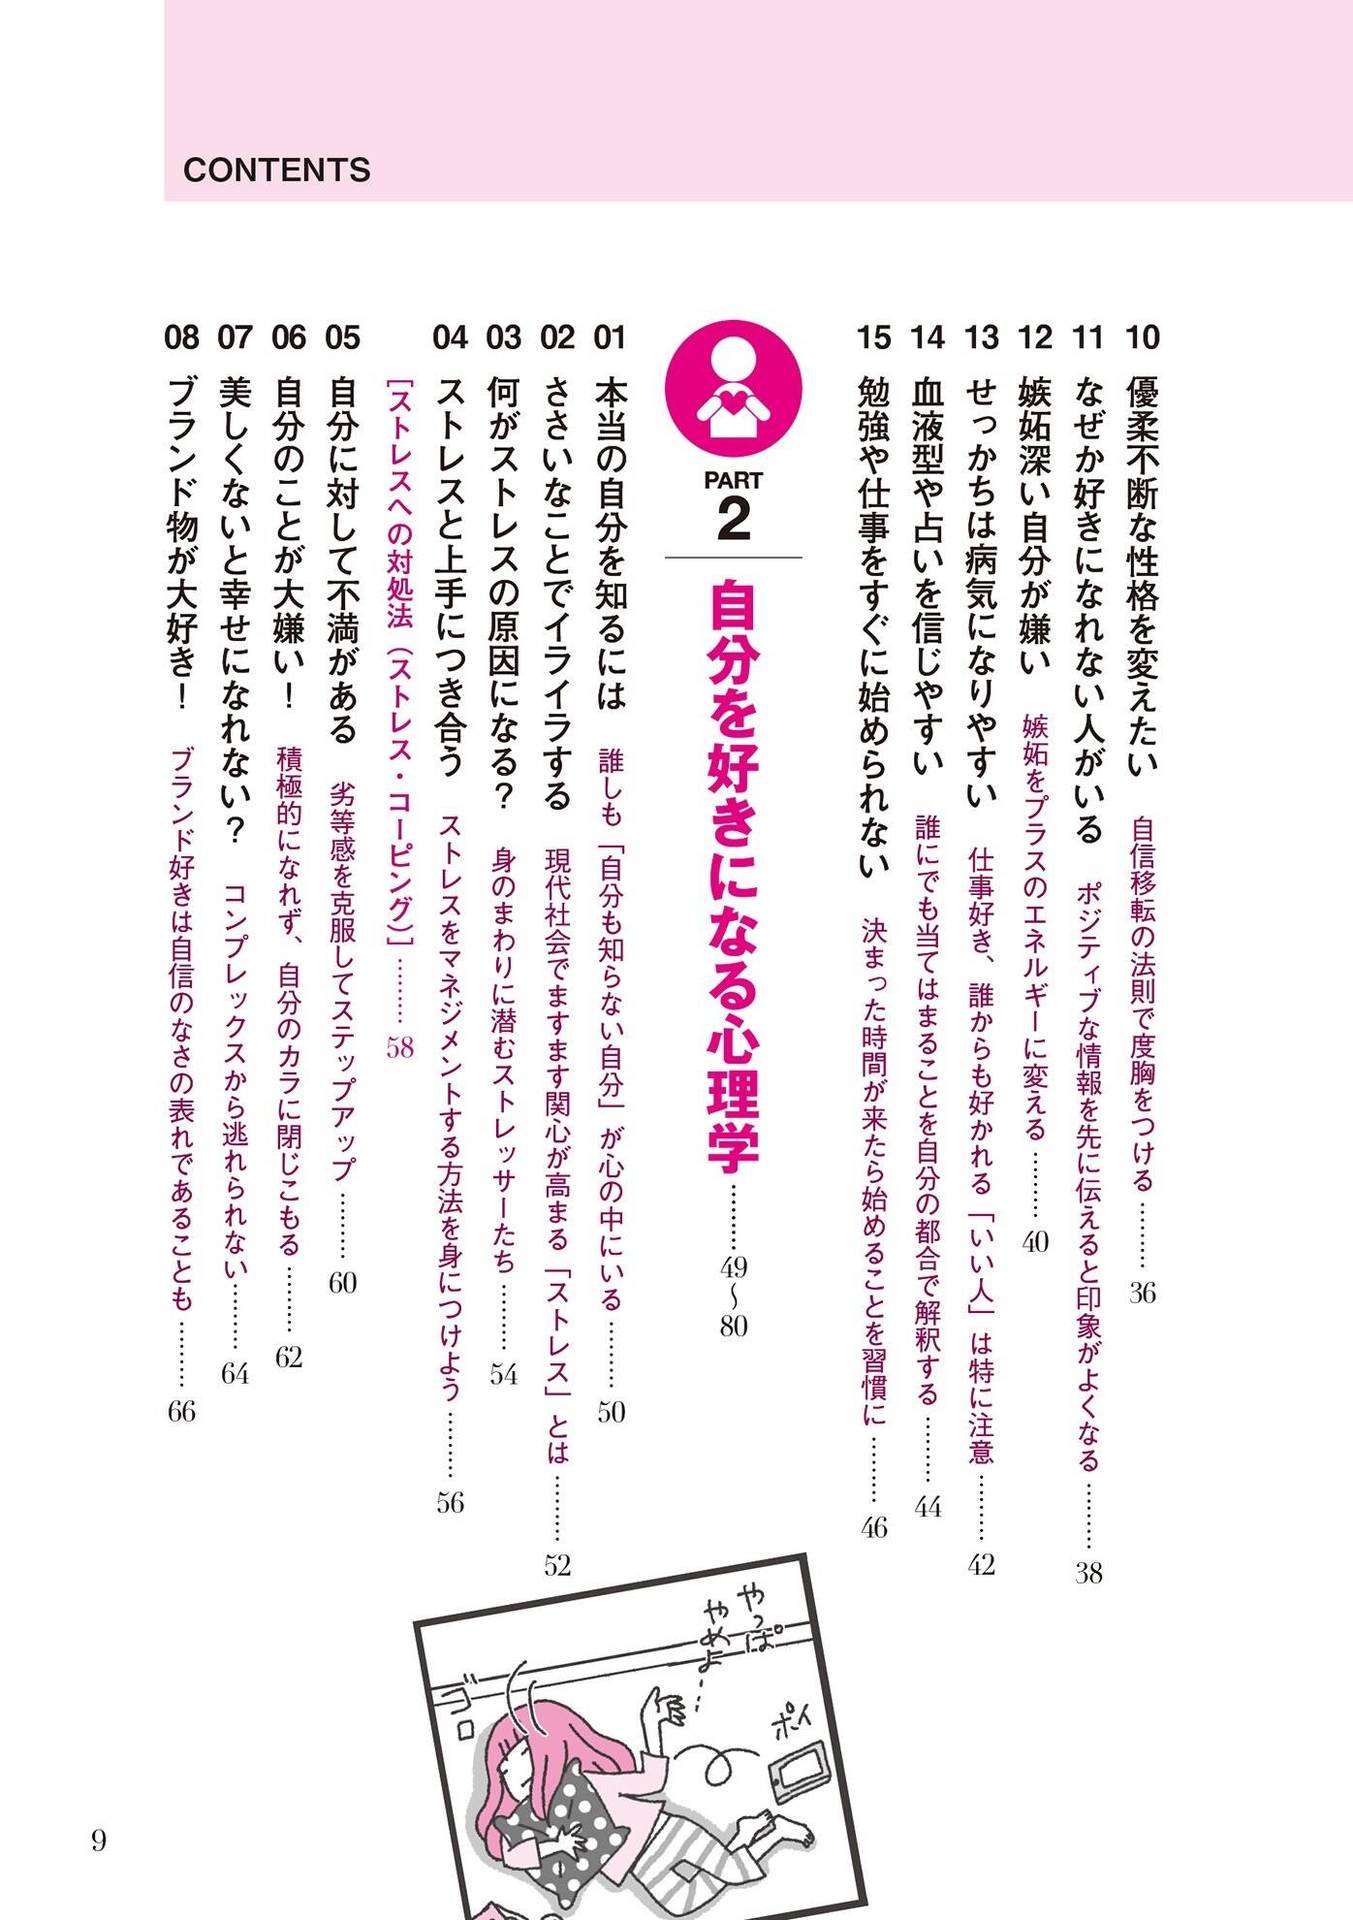 CONTENTS
10 優柔不断な性格を変えたい 自信移転の法則で度胸をつける ……… 36
11 なぜか好きになれない人がいる ポジティブな情報を先に伝えると印象がよくなる ……… 38
12 嫉妬深い自分が嫌い 嫉妬をプラスのエネルギーに変える ……… 40
13 せっかちは病気になりやすい 仕事好き、誰からも好かれる「いい人」は特に注意 ……… 42
14 血液型や占いを信じやすい 誰にでも当てはまることを自分の都合で解釈する ……… 44
15 勉強や仕事をすぐに始められない 決まった時間が来たら始めることを習慣に ……… 46
PART
2
自分を好きになる心理学 ……… 49〜80
01 本当の自分を知るには 誰しも「自分も知らない自分」が心の中にいる ……… 50
02 ささいなことでイライラする 現代社会でますます関心が高まる「ストレス」とは ……… 52
03 何がストレスの原因になる? 身のまわりに潜むストレッサーたち ……… 54
04 ストレスと上手につき合う ストレスをマネジメントする方法を身につけよう ……… 56
[ストレスへの対処法(ストレス・コーピング)] ……… 58
05 自分に対して不満がある 劣等感を克服してステップアップ ……… 60
06 自分のことが大嫌い! 積極的になれず、自分のカラに閉じこもる ……… 62
07 美しくないと幸せになれない? コンプレックスから逃れられない ……… 64
08 ブランド物が大好き! ブランド好きは自信のなさの表れであることも ……… 66
やっぱ
やめよ…
ポイ
ゴロ
9